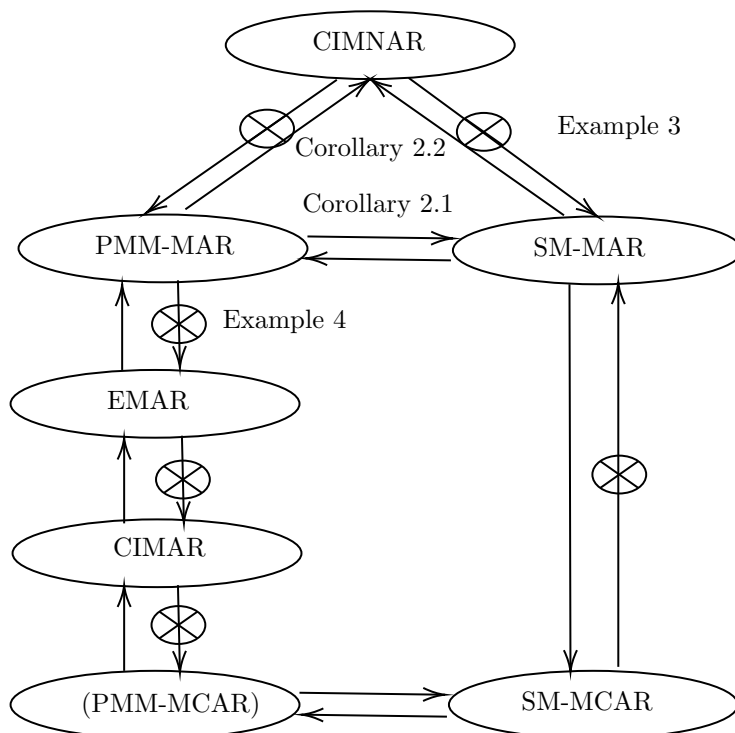 CIMNAR
Example 3
Corollary 2.2
Corollary 2.1
PMM-MAR
SM-MAR
Example 4
EMAR
CIMAR
(PMM-MCAR)
SM-MCAR